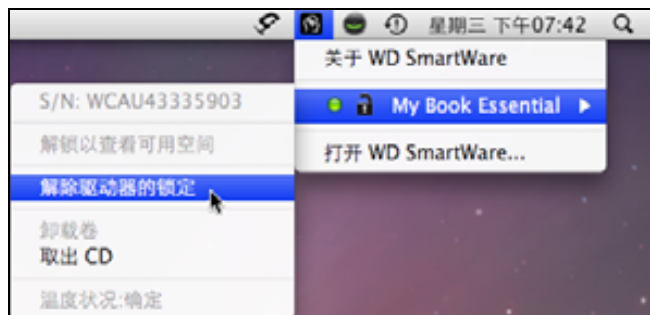 星期三 下午07:42
关于 WD SmartWare
My Book Essential
打开 WD SmartWare...
S/N: WCAU43335903
解锁以查看可用空间
解除驱动器的锁定
卸载卷
取出 CD
温度状况:确定